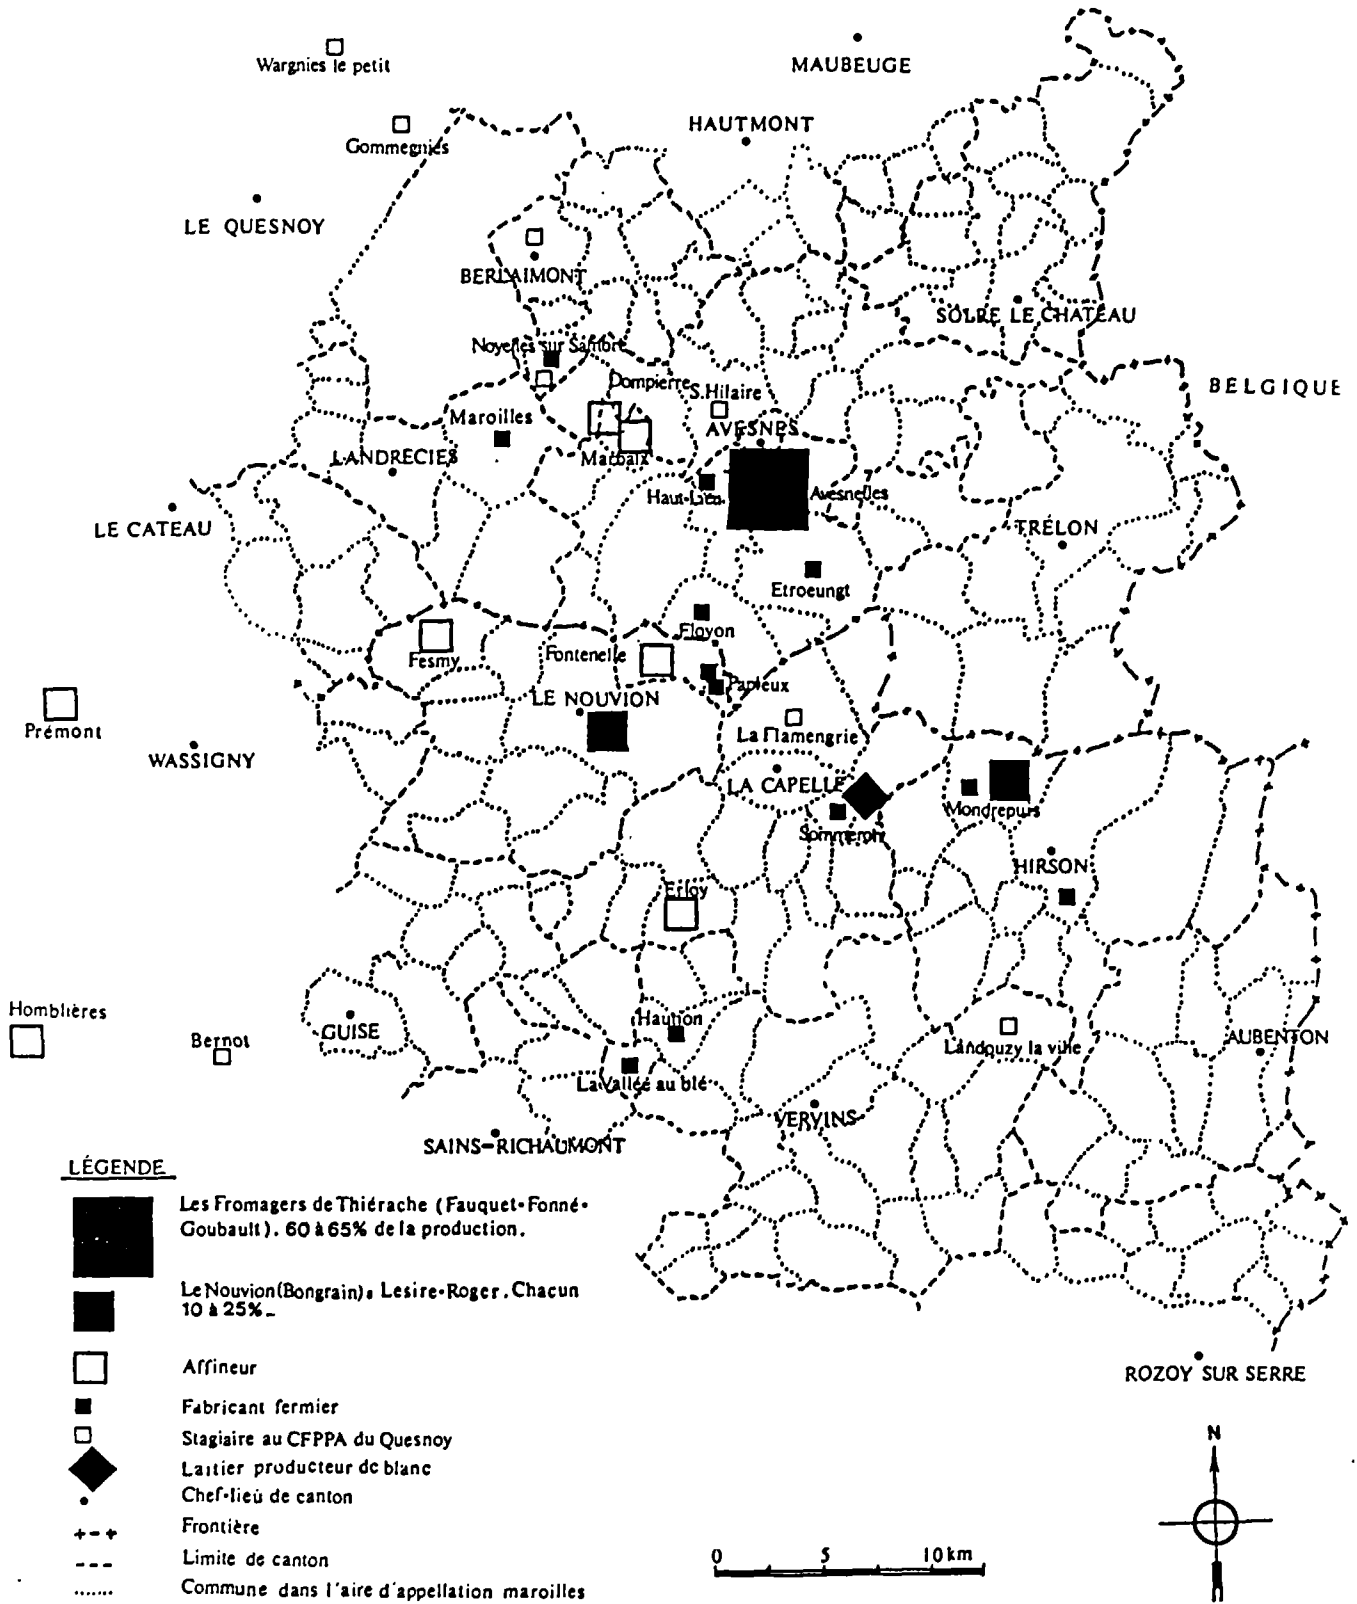 Wargnies le petit
MAUBEUGE
HAUTMONT
Gommegnies
LE QUESNOY
BERLAIMONT
SOLRE LE CHATEAU
Noyelles sur Sambre
Dompierre
S.Hilaire
BELGIQUE
Maroilles
AVESNES
LANDRECIES
Marbaix
Haut-Lieu
Avesnelles
LE CATEAU
TRÉLON
Etroeungt
Floyon
Fesmy
Fontenelle
Papleux
LE NOUVION
Prémont
La Flamengrie
WASSIGNY
LA CAPELLE
Mondrepuis
Sommeron
HIRSON
Erloy
Homblières
Haution
GUISE
Bernot
Landouzy la ville
AUBENTON
La Vallée au blé
VERVINS
SAINS-RICHAUMONT
LÉGENDE
Les Fromagers de Thiérache (Fauquet-Fonné-
Goubault). 60 à 65% de la production.
Le Nouvion(Bongrain), Lesire-Roger. Chacun
10 à 25%_
Affineur
ROZOY SUR SERRE
Fabricant fermier
Stagiaire au CFPPA du Quesnoy
Laitier producteur de blanc
Chef-lieu de canton
Frontière
Limite de canton
Commune dans l'aire d'appellation maroilles
0 5 10 km
N